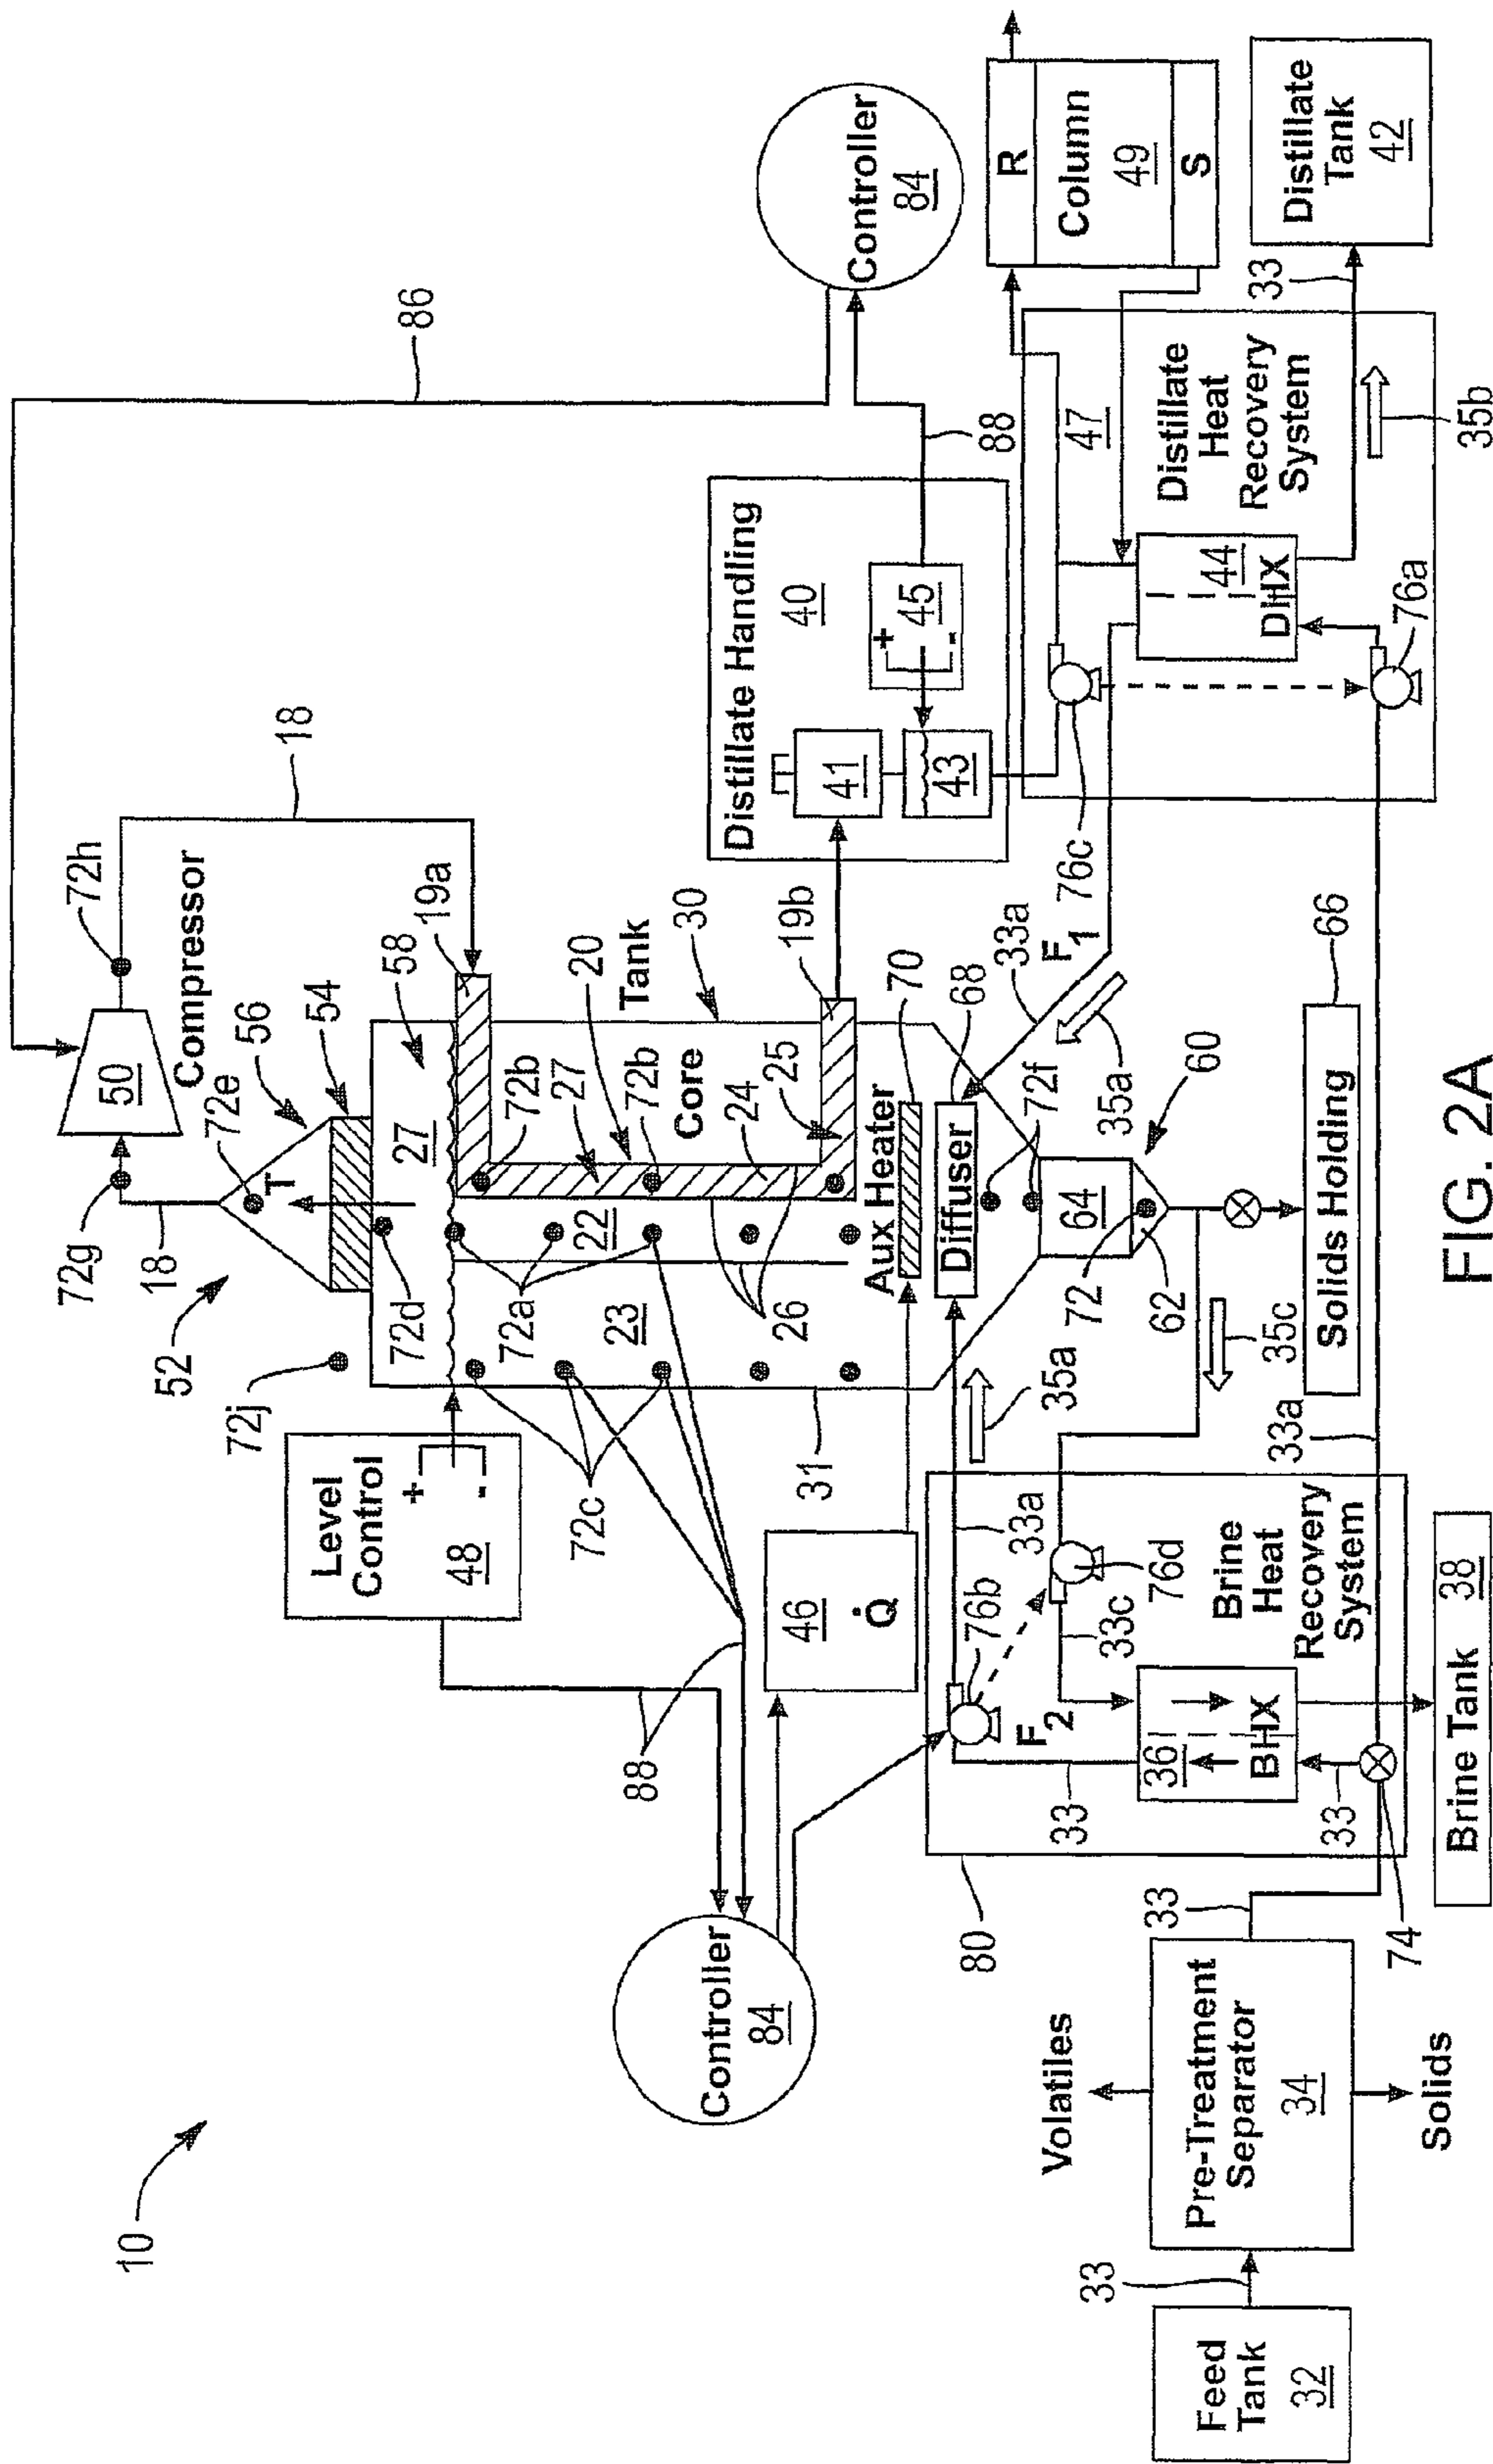 10
Feed
Tank
32
33
Volatiles
Pre-Treatment
Separator
34
Solids
33
74
80
Controller
84
88
88
Level
Control
+
-
48
46
Q̇
33
36
BHX
33
F2
76b
33c
76d
33a
Brine
Heat
Recovery
System
Brine Tank 38
33a
35a
35c
31
72j
52
72g
18
72e
T
56
54
72d
27
58
72a
72c
23
22
26
72b
27
20
72b
Core
24
25
Tank
30
19a
19b
Aux Heater
70
Diffuser
68
72f
64
72
62
60
35a
33a
F1
Solids Holding
66
50
Compressor
72h
18
86
Distillate Handling
40
41
43
+
45
-
88
Controller
84
76c
47
DHX
44
76a
Distillate
Heat
Recovery
System
35b
33
R
Column
49
S
Distillate
Tank
42
FIG. 2A